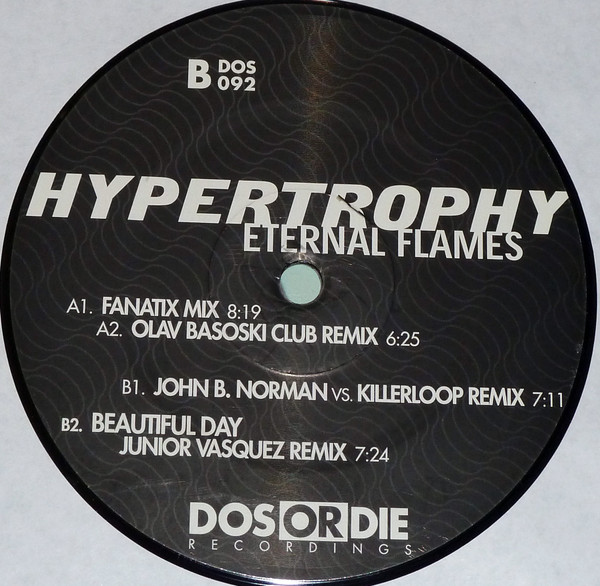 B DOS
092
HYPERTROPHY
ETERNAL FLAMES
A1. FANATIX MIX 8:19
A2. OLAV BASOSKI CLUB REMIX 6:25
B1. JOHN B. NORMAN VS. KILLERLOOP REMIX 7:11
B2. BEAUTIFUL DAY
JUNIOR VASQUEZ REMIX 7:24
DOS OR DIE
RECORDINGS